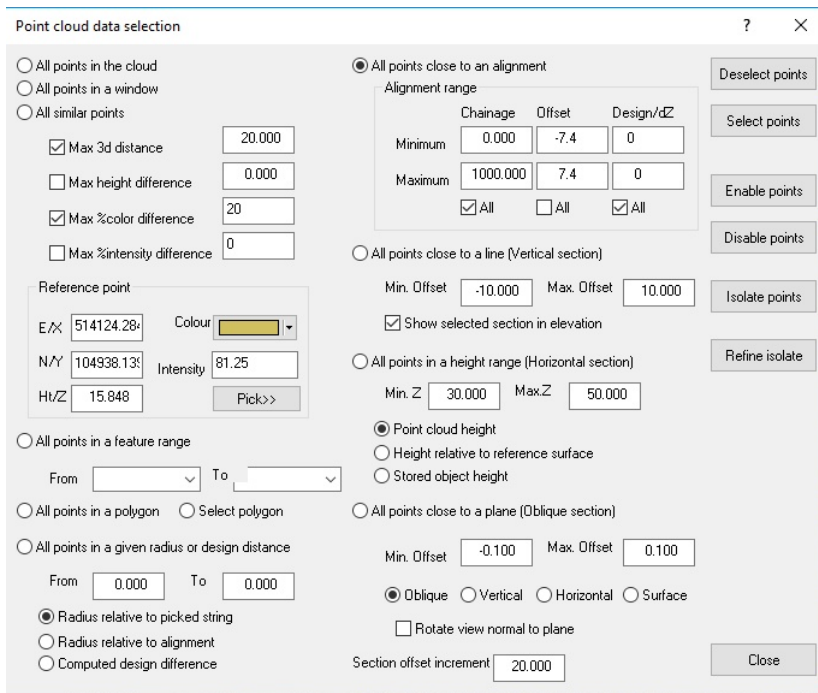 Point cloud data selection ?
All points in the cloud
All points in a window
All similar points
Max 3d distance 20.000
Max height difference 0.000
Max %color difference 20
Max %intensity difference 0
Reference point
E/X 514124.284 Colour
N/Y 104938.139 Intensity 81.25
Ht/Z 15.848 Pick>>
All points in a feature range
From To
All points in a polygon Select polygon
All points in a given radius or design distance
From 0.000 To 0.000
Radius relative to picked string
Radius relative to alignment
Computed design difference
All points close to an alignment
Alignment range
Chainage Offset Design/dZ
Minimum 0.000 -7.4 0
Maximum 1000.000 7.4 0
All All All
All points close to a line (Vertical section)
Min. Offset -10.000 Max. Offset 10.000
Show selected section in elevation
All points in a height range (Horizontal section)
Min. Z 30.000 Max.Z 50.000
Point cloud height
Height relative to reference surface
Stored object height
All points close to a plane (Oblique section)
Min. Offset -0.100 Max. Offset 0.100
Oblique Vertical Horizontal Surface
Rotate view normal to plane
Section offset increment 20.000
Deselect points
Select points
Enable points
Disable points
Isolate points
Refine isolate
Close